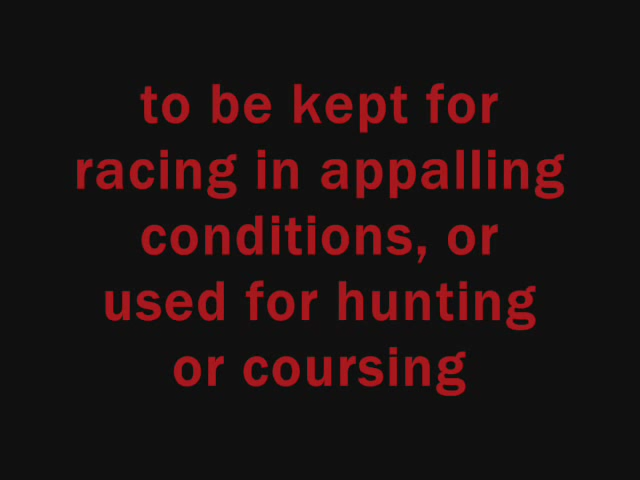 to be kept for
racing in appalling
conditions, or
used for hunting
or coursing